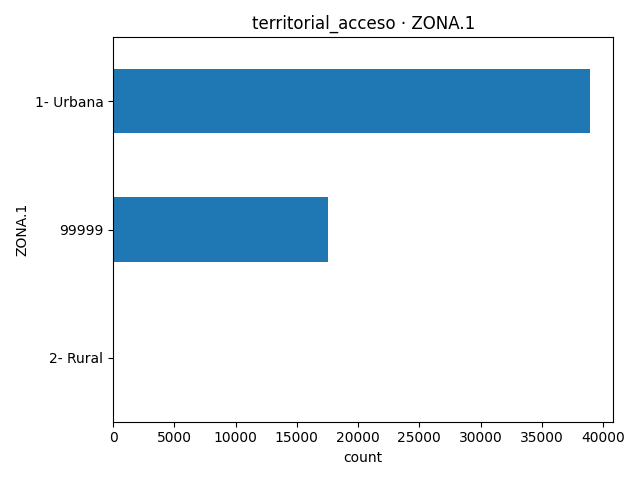 territorial_acceso · ZONA.1
1- Urbana
99999
2- Rural
ZONA.1
0 5000 10000 15000 20000 25000 30000 35000 40000
count